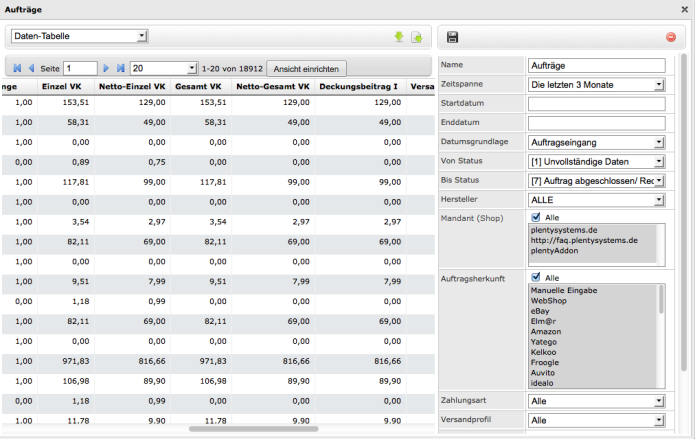 Aufträge
Daten-Tabelle
Seite 1 20 1-20 von 18912 Ansicht einrichten
nge Einzel VK Netto-Einzel VK Gesamt VK Netto-Gesamt VK Deckungsbeitrag I Versa
1,00 153,51 129,00 153,51 129,00 129,00
1,00 58,31 49,00 58,31 49,00 49,00
1,00 0,00 0,00 0,00 0,00 0,00
0,00 0,89 0,75 0,00 0,00 0,00
1,00 117,81 99,00 117,81 99,00 99,00
1,00 0,00 0,00 0,00 0,00 0,00
1,00 3,54 2,97 3,54 2,97 2,97
1,00 82,11 69,00 82,11 69,00 69,00
1,00 0,00 0,00 0,00 0,00 0,00
1,00 9,51 7,99 9,51 7,99 7,99
0,00 1,18 0,99 0,00 0,00 0,00
1,00 82,11 69,00 82,11 69,00 69,00
1,00 0,00 0,00 0,00 0,00 0,00
1,00 971,83 816,66 971,83 816,66 816,66
1,00 106,98 89,90 106,98 89,90 89,90
0,00 1,18 0,99 0,00 0,00 0,00
1,00 11,78 9,90 11,78 9,90 9,90
Name Aufträge
Zeitspanne Die letzten 3 Monate
Startdatum
Enddatum
Datumsgrundlage Auftragseingang
Von Status [1] Unvollständige Daten
Bis Status [7] Auftrag abgeschlossen/ Rec
Hersteller ALLE
Mandant (Shop) Alle
plentysystems.de
http://faq.plentysystems.de
plentyAddon
Auftragsherkunft Alle
Manuelle Eingabe
WebShop
eBay
Elm@r
Amazon
Yatego
Kelkoo
Froogle
Auvito
idealo
Zahlungsart Alle
Versandprofil Alle